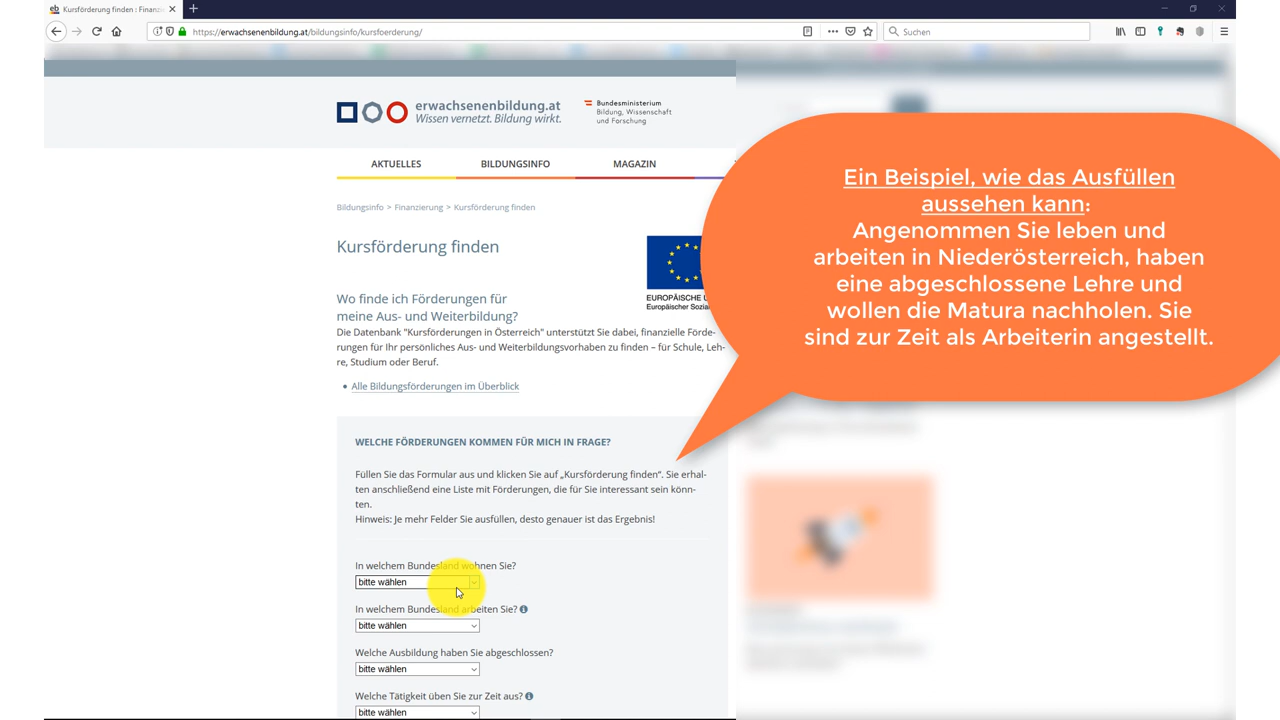 Kursförderung finden : Finanzie
https://erwachsenenbildung.at/bildungsinfo/kursfoerderung/
Suchen
erwachsenenbildung.at
Wissen vernetzt. Bildung wirkt.
Bundesministerium
Bildung, Wissenschaft
und Forschung
AKTUELLES
BILDUNGSINFO
MAGAZIN
Bildungsinfo > Finanzierung > Kursförderung finden
Kursförderung finden
EUROPÄISCHE
Europäischer
Wo finde ich Förderungen für
meine Aus- und Weiterbildung?
Die Datenbank "Kursförderungen in Österreich" unterstützt Sie dabei, finanzielle Förde-
rungen für Ihr persönliches Aus- und Weiterbildungsvorhaben zu finden – für Schule, Leh-
re, Studium oder Beruf.
• Alle Bildungsförderungen im Überblick
WELCHE FÖRDERUNGEN KOMMEN FÜR MICH IN FRAGE?
Füllen Sie das Formular aus und klicken Sie auf „Kursförderung finden“. Sie erhal-
ten anschließend eine Liste mit Förderungen, die für Sie interessant sein könn-
ten.
Hinweis: Je mehr Felder Sie ausfüllen, desto genauer ist das Ergebnis!
In welchem Bundesland wohnen Sie?
bitte wählen
In welchem Bundesland arbeiten Sie?
bitte wählen
Welche Ausbildung haben Sie abgeschlossen?
bitte wählen
Welche Tätigkeit üben Sie zur Zeit aus?
bitte wählen
Ein Beispiel, wie das Ausfüllen
aussehen kann:
Angenommen Sie leben und
arbeiten in Niederösterreich, haben
eine abgeschlossene Lehre und
wollen die Matura nachholen. Sie
sind zur Zeit als Arbeiterin angestellt.